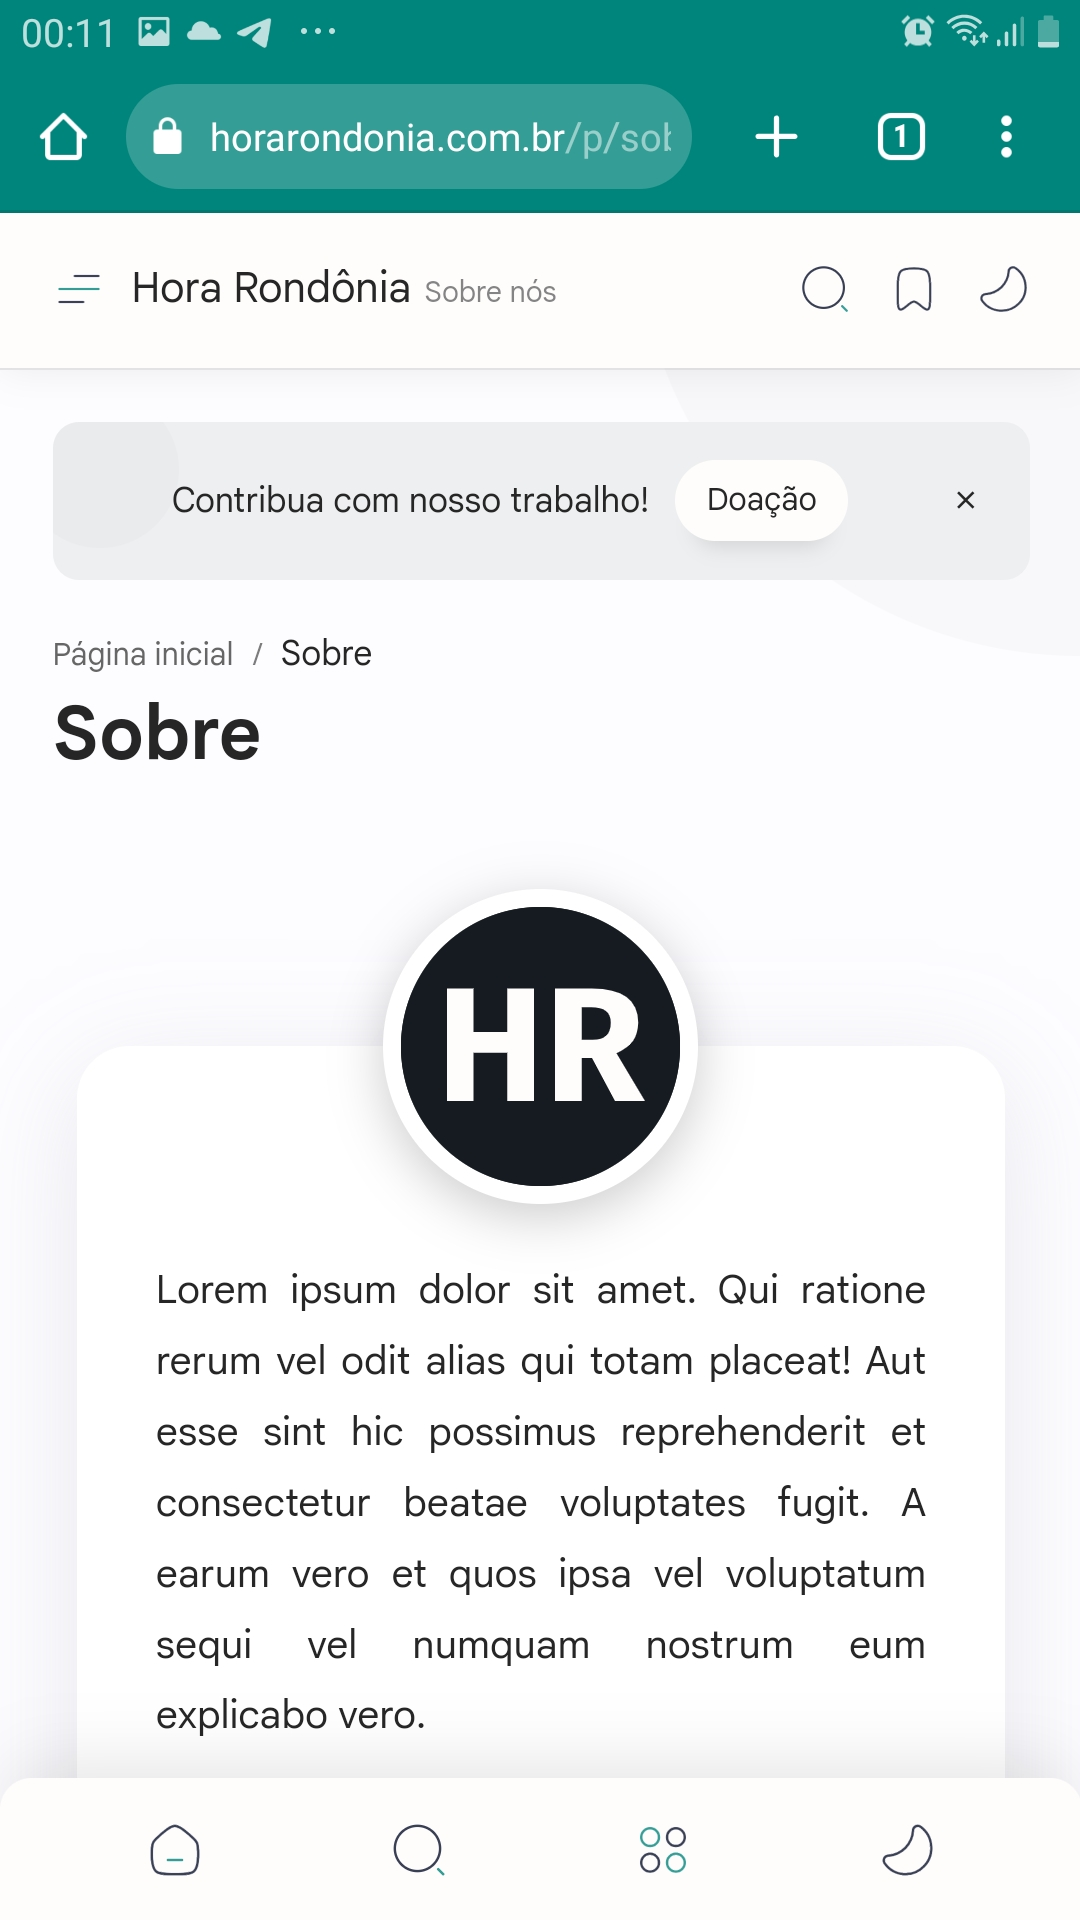 00:11
horarondonia.com.br/p/sob
1
Hora Rondônia Sobre nós
Contribua com nosso trabalho! Doação ×
Página inicial / Sobre
Sobre
HR
Lorem ipsum dolor sit amet. Qui ratione
rerum vel odit alias qui totam placeat! Aut
esse sint hic possimus reprehenderit et
consectetur beatae voluptates fugit. A
earum vero et quos ipsa vel voluptatum
sequi vel numquam nostrum eum
explicabo vero.